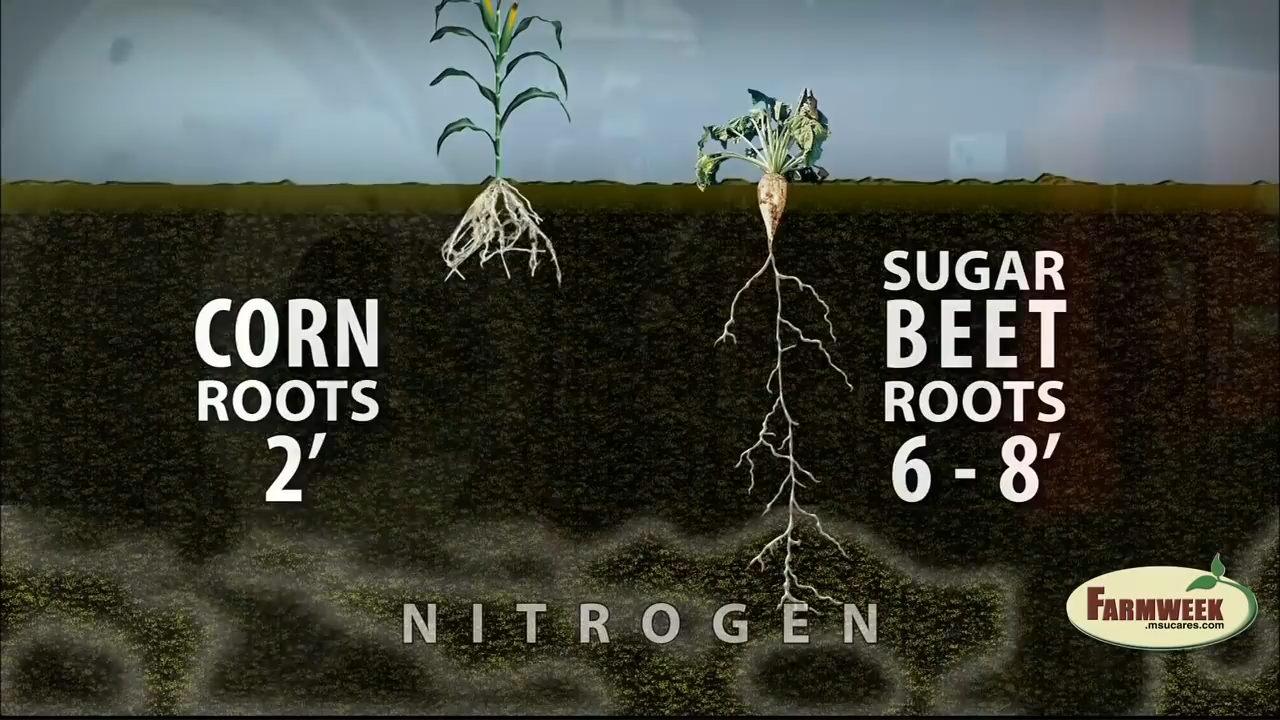 CORN
ROOTS
2′
SUGAR
BEET
ROOTS
6 - 8′
NITROGEN
FARMWEEK
.msucares.com